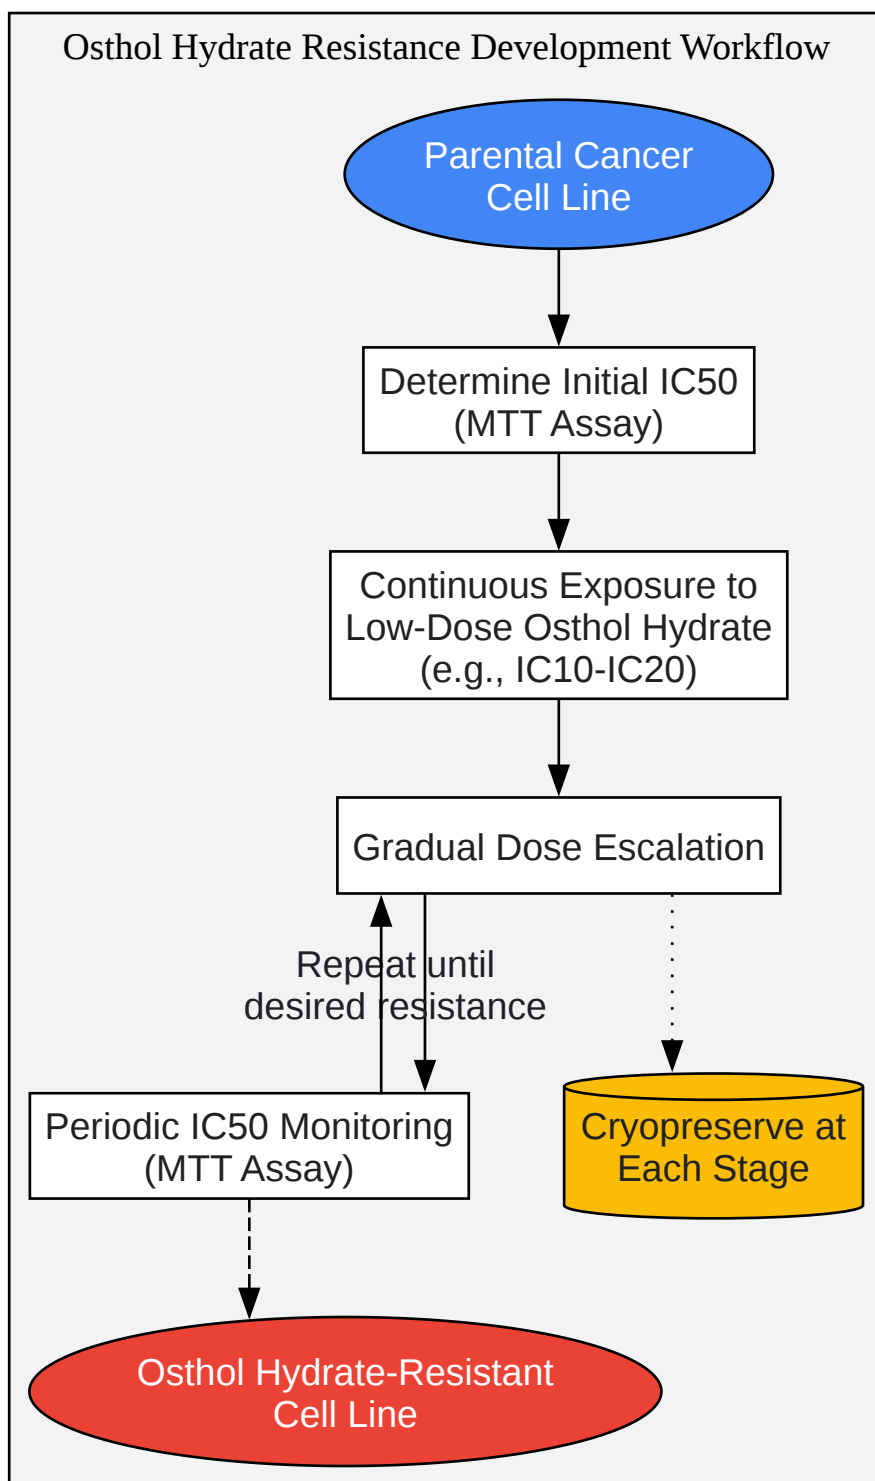 Osthol Hydrate Resistance Development Workflow
Parental Cancer
Cell Line
Determine Initial IC50
(MTT Assay)
Continuous Exposure to
Low-Dose Osthol Hydrate
(e.g., IC10-IC20)
Gradual Dose Escalation
Repeat until
desired resistance
Periodic IC50 Monitoring
(MTT Assay)
Cryopreserve at
Each Stage
Osthol Hydrate-Resistant
Cell Line